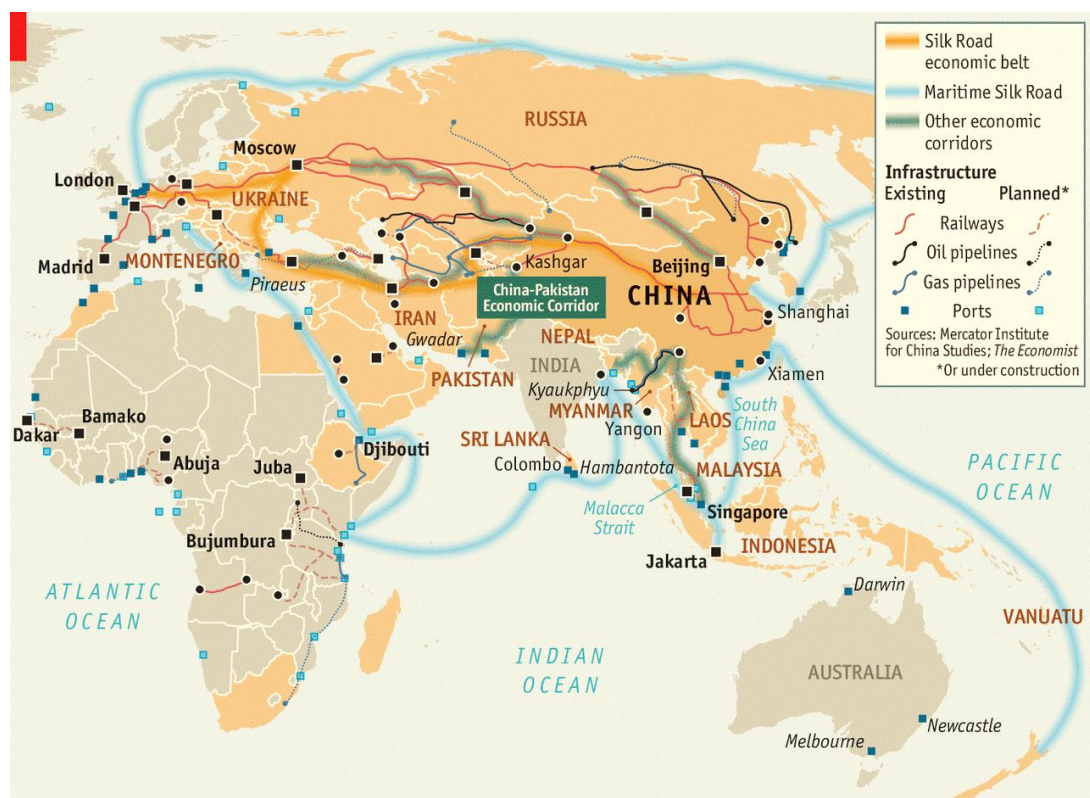 Silk Road
economic belt
Maritime Silk Road
Other economic
corridors
Infrastructure
Existing Planned*
Railways
Oil pipelines
Gas pipelines
Ports
Sources: Mercator Institute
for China Studies; The Economist
*Or under construction
RUSSIA
Moscow
London
UKRAINE
Madrid
MONTENEGRO
Piraeus
Kashgar
Beijing
CHINA
China-Pakistan
Economic Corridor
IRAN
Gwadar
NEPAL
Shanghai
INDIA
PAKISTAN
Kyaukphyu
Xiamen
MYANMAR
Yangon
LAOS
South
China
Sea
Bamako
Dakar
Abuja
Juba
Djibouti
SRI LANKA
Colombo
Hambantota
MALAYSIA
PACIFIC
OCEAN
Malacca
Strait
Singapore
Bujumbura
Jakarta
INDONESIA
ATLANTIC
OCEAN
Darwin
VANUATU
INDIAN
OCEAN
AUSTRALIA
Newcastle
Melbourne